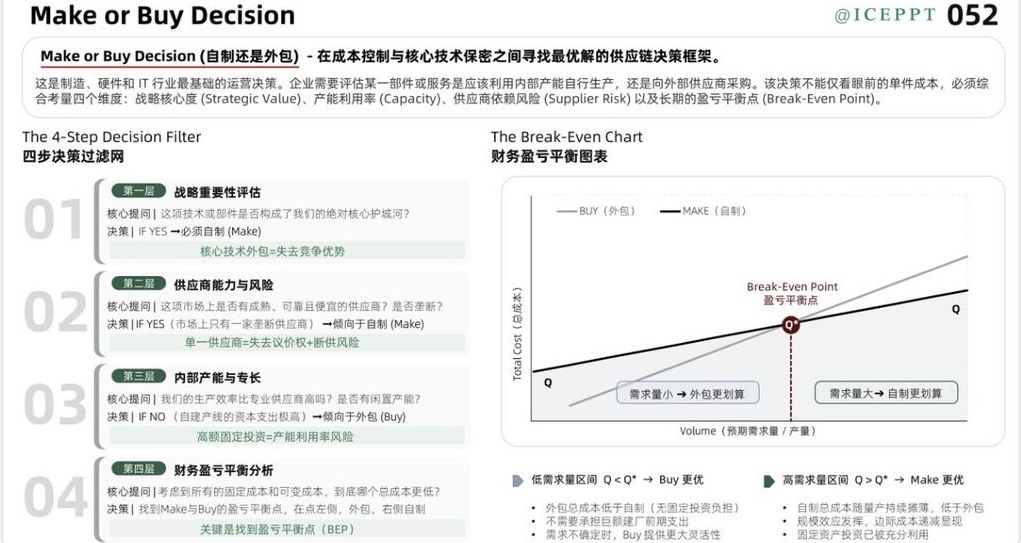 Make or Buy Decision
@ICEPPT 052
Make or Buy Decision (自制还是外包) - 在成本控制与核心技术保密之间寻找最优解的供应链决策框架。
这是制造、硬件和 IT 行业最基础的运营决策。企业需要评估某一部件或服务是应该利用内部产能自行生产，还是向外部供应商采购。该决策不能仅看眼前的单件成本，必须综
合考量四个维度：战略核心度 (Strategic Value)、产能利用率 (Capacity)、供应商依赖风险 (Supplier Risk) 以及长期的盈亏平衡点 (Break-Even Point)。
The 4-Step Decision Filter
四步决策过滤网
01
第一层 战略重要性评估
核心提问| 这项技术或部件是否构成了我们的绝对核心护城河？
决策| IF YES ➞必须自制 (Make)
核心技术外包=失去竞争优势
02
第二层 供应商能力与风险
核心提问| 这项市场上是否有成熟、可靠且便宜的供应商？是否垄断？
决策|IF YES（市场上只有一家垄断供应商） ➞倾向于自制 (Make)
单一供应商=失去议价权+断供风险
03
第三层 内部产能与专长
核心提问| 我们的生产效率比专业供应商高吗？是否有闲置产能？
决策| IF NO （自建产线的资本支出极高）➞倾向于外包 (Buy)
高额固定投资=产能利用率风险
04
第四层 财务盈亏平衡分析
核心提问|考虑到所有的固定成本和可变成本，到底哪个总成本更低？
决策| 找到Make与Buy的盈亏平衡点，在点左侧，外包，右侧自制
关键是找到盈亏平衡点（BEP）
The Break-Even Chart
财务盈亏平衡图表
BUY（外包） MAKE（自制）
Total Cost（总成本）
Break-Even Point
盈亏平衡点
Q*
Q
Q
需求量小 ➔ 外包更划算
需求量大➔ 自制更划算
Volume（预期需求量 / 产量）
低需求量区间 Q < Q* → Buy 更优
• 外包总成本低于自制（无固定投资负担）
• 不需要承担巨额建厂前期支出
• 需求不确定时，Buy 提供更大灵活性
高需求量区间 Q > Q* → Make 更优
• 自制总成本随量产持续摊薄，低于外包
• 规模效应发挥，边际成本递减显现
• 固定资产投资已被充分利用